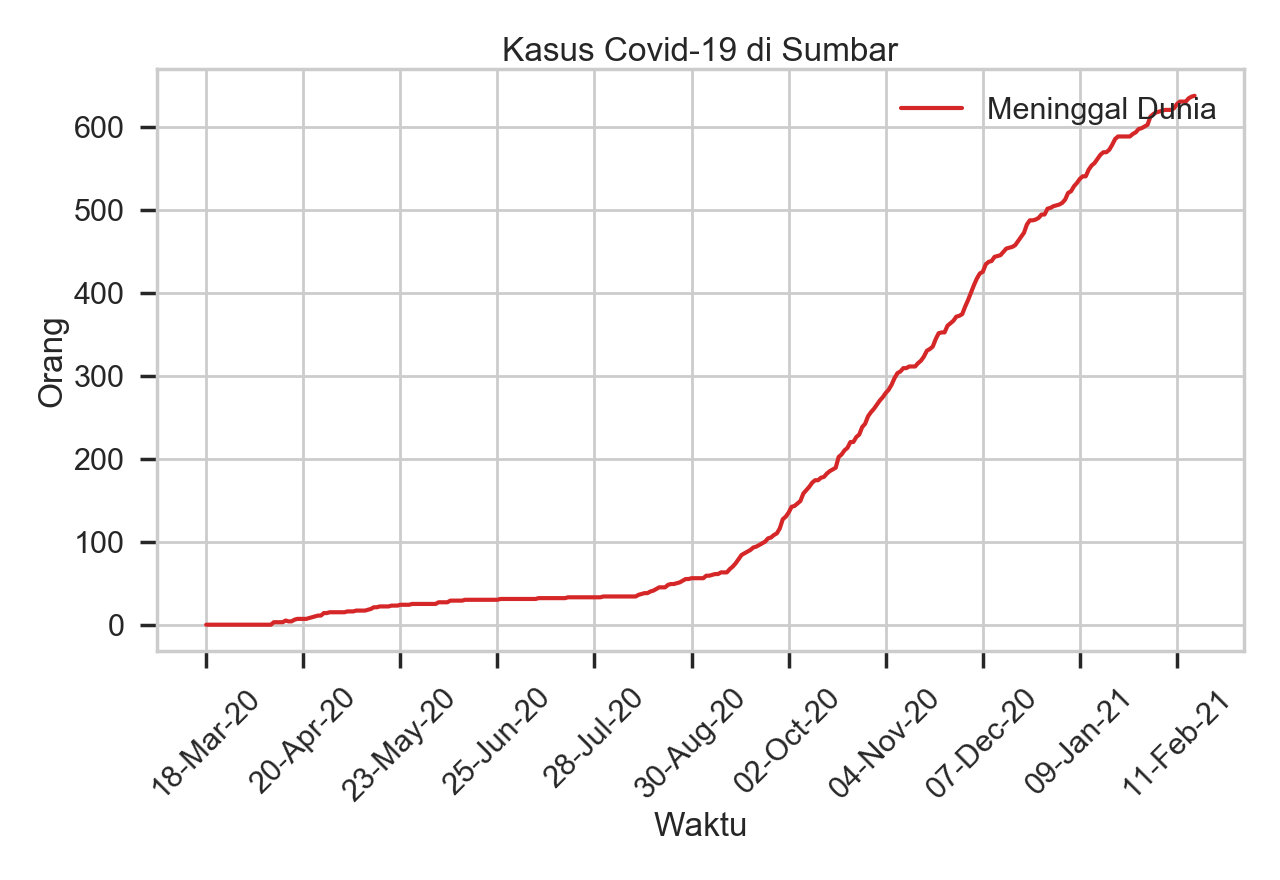 Kasus Covid-19 di Sumbar
Meninggal Dunia
600
500
400
300
200
100
0
Orang
18-Mar-20
20-Apr-20
23-May-20
25-Jun-20
28-Jul-20
30-Aug-20
02-Oct-20
04-Nov-20
07-Dec-20
09-Jan-21
11-Feb-21
Waktu